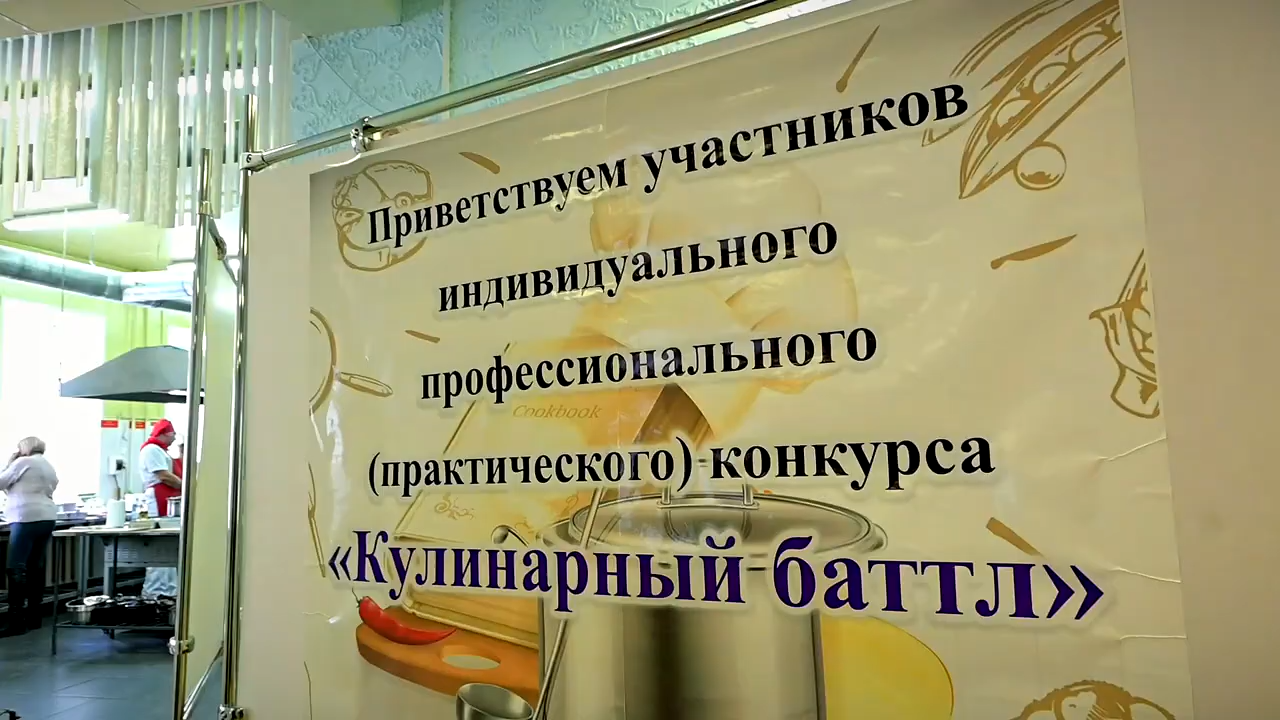 Приветствуем участников
индивидуального
профессионального
Cookbook
(практического) конкурса
«Кулинарный баттл»